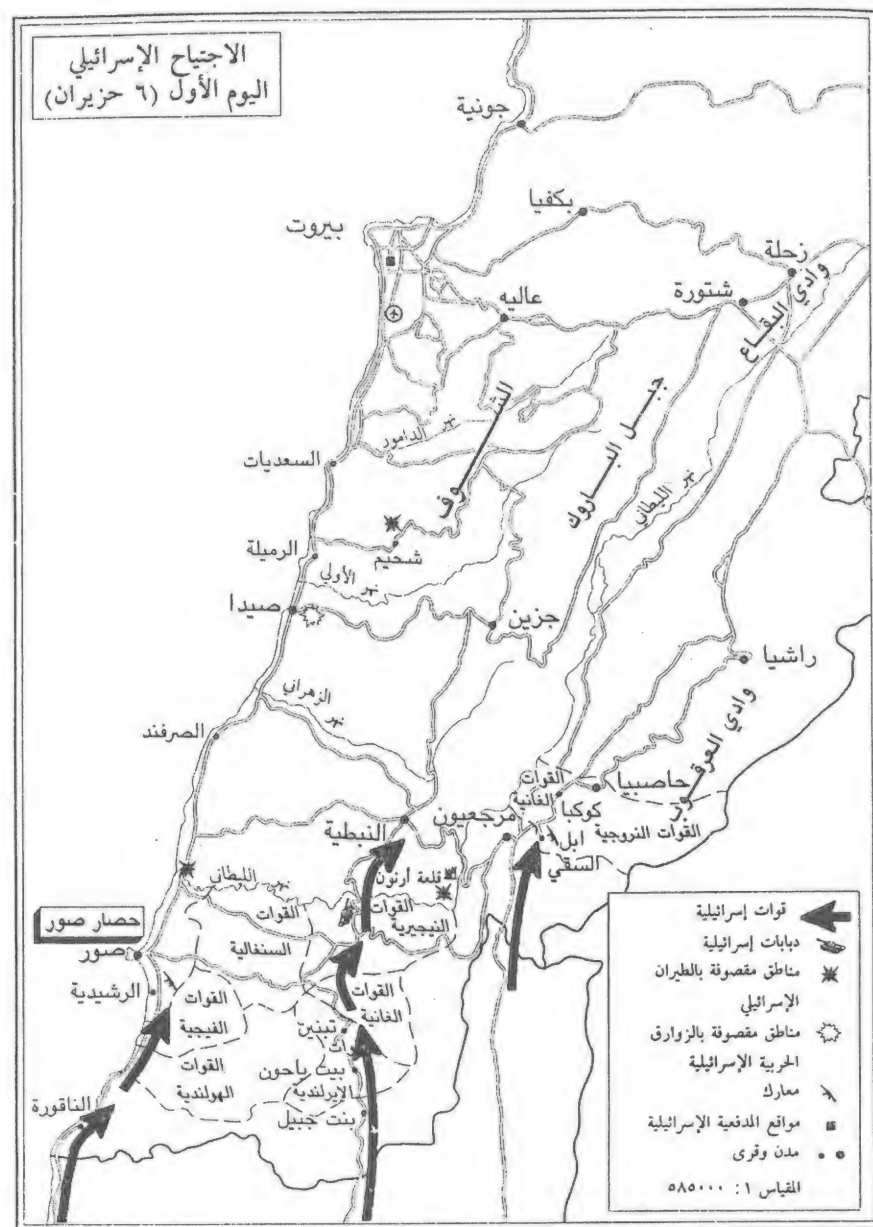 الاجتياح الإسرائيلي
اليوم الأول (٦ حزيران)
جونية
بكفيا
بيروت
زحلة
شتورة
وادي البقاع
عاليه
الشوف
جبل الباروك
نهر الدامور
نهر الليطاني
السعديات
شحيم
الرميلة
نهر الأولي
صيدا
جزين
راشيا
نهر الزهراني
وادي العرقوب
الصرفند
حاصبيا
القوات
الغانية
كوكبا
مرجعيون
النبطية
القوات النروجية
ابل
السقي
قلعة أرنون
نهر الليطاني
القوات
النيجيرية
القوات
السنغالية
حصار صور
صور
الرشيدية
القوات
الفيجية
القوات
الغانية
تبنين
القوات
الهولندية
بيت ياحون
الإيرلندية
بنت جبيل
الناقورة
قوات إسرائيلية
دبابات إسرائيلية
مناطق مقصوفة بالطيران
الإسرائيلي
مناطق مقصوفة بالزوارق
الحربية الإسرائيلية
معارك
مواقع المدفعية الإسرائيلية
مدن وقرى
المقياس ١: ٥٨٥٠٠٠